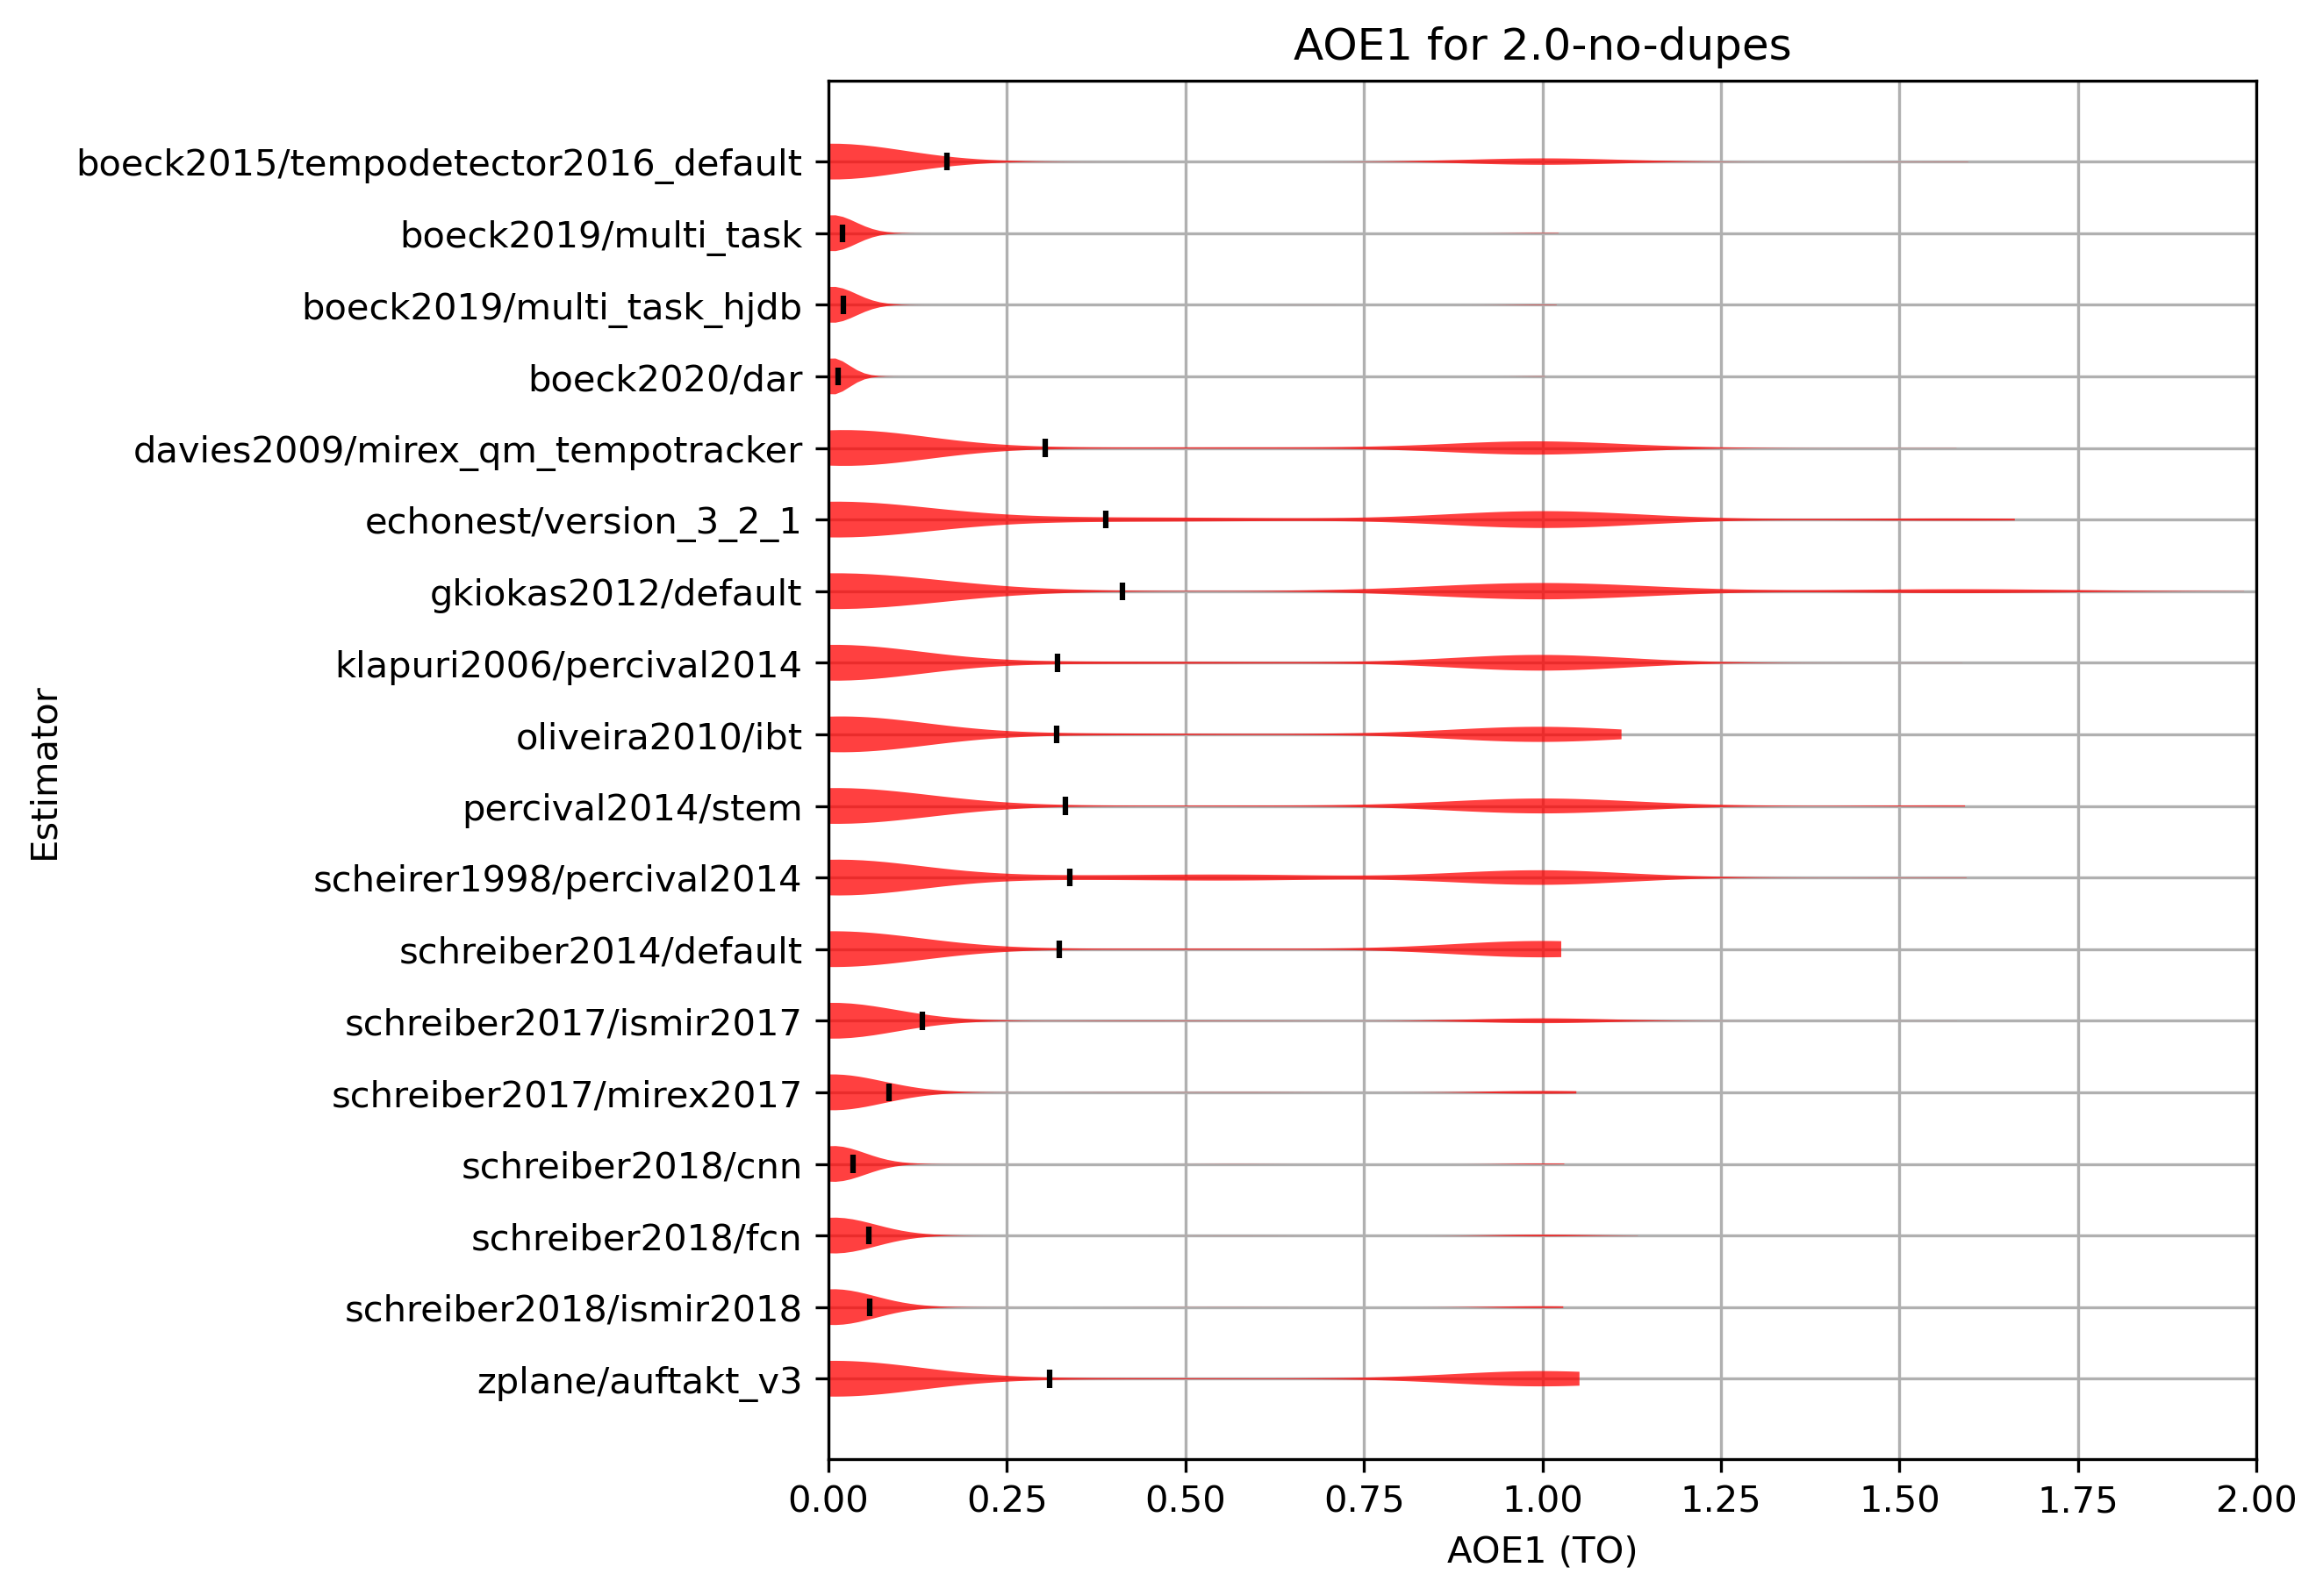 AOE1 for 2.0-no-dupes
boeck2015/tempodetector2016_default
boeck2019/multi_task
boeck2019/multi_task_hjdb
boeck2020/dar
davies2009/mirex_qm_tempotracker
echonest/version_3_2_1
gkiokas2012/default
klapuri2006/percival2014
oliveira2010/ibt
percival2014/stem
scheirer1998/percival2014
schreiber2014/default
schreiber2017/ismir2017
schreiber2017/mirex2017
schreiber2018/cnn
schreiber2018/fcn
schreiber2018/ismir2018
zplane/auftakt_v3
Estimator
0.00 0.25 0.50 0.75 1.00 1.25 1.50 1.75 2.00
AOE1 (TO)